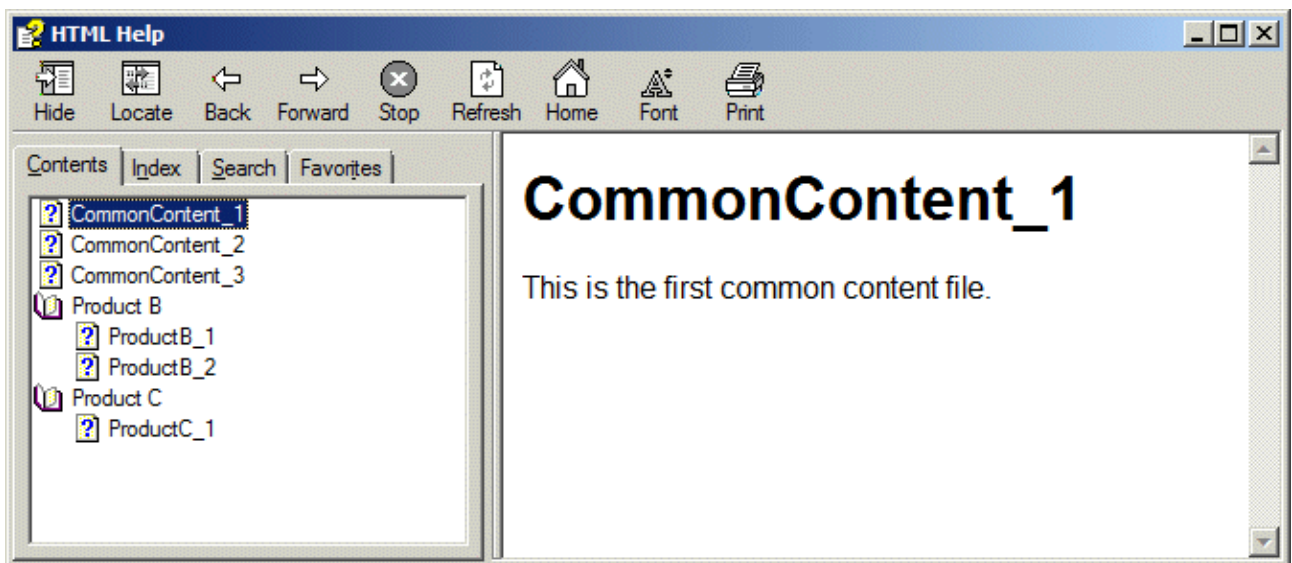 HTML Help
Hide Locate Back Forward Stop Refresh Home Font Print
Contents Index Search Favorites
CommonContent_1
CommonContent_2
CommonContent_3
Product B
ProductB_1
ProductB_2
Product C
ProductC_1
CommonContent_1
This is the first common content file.